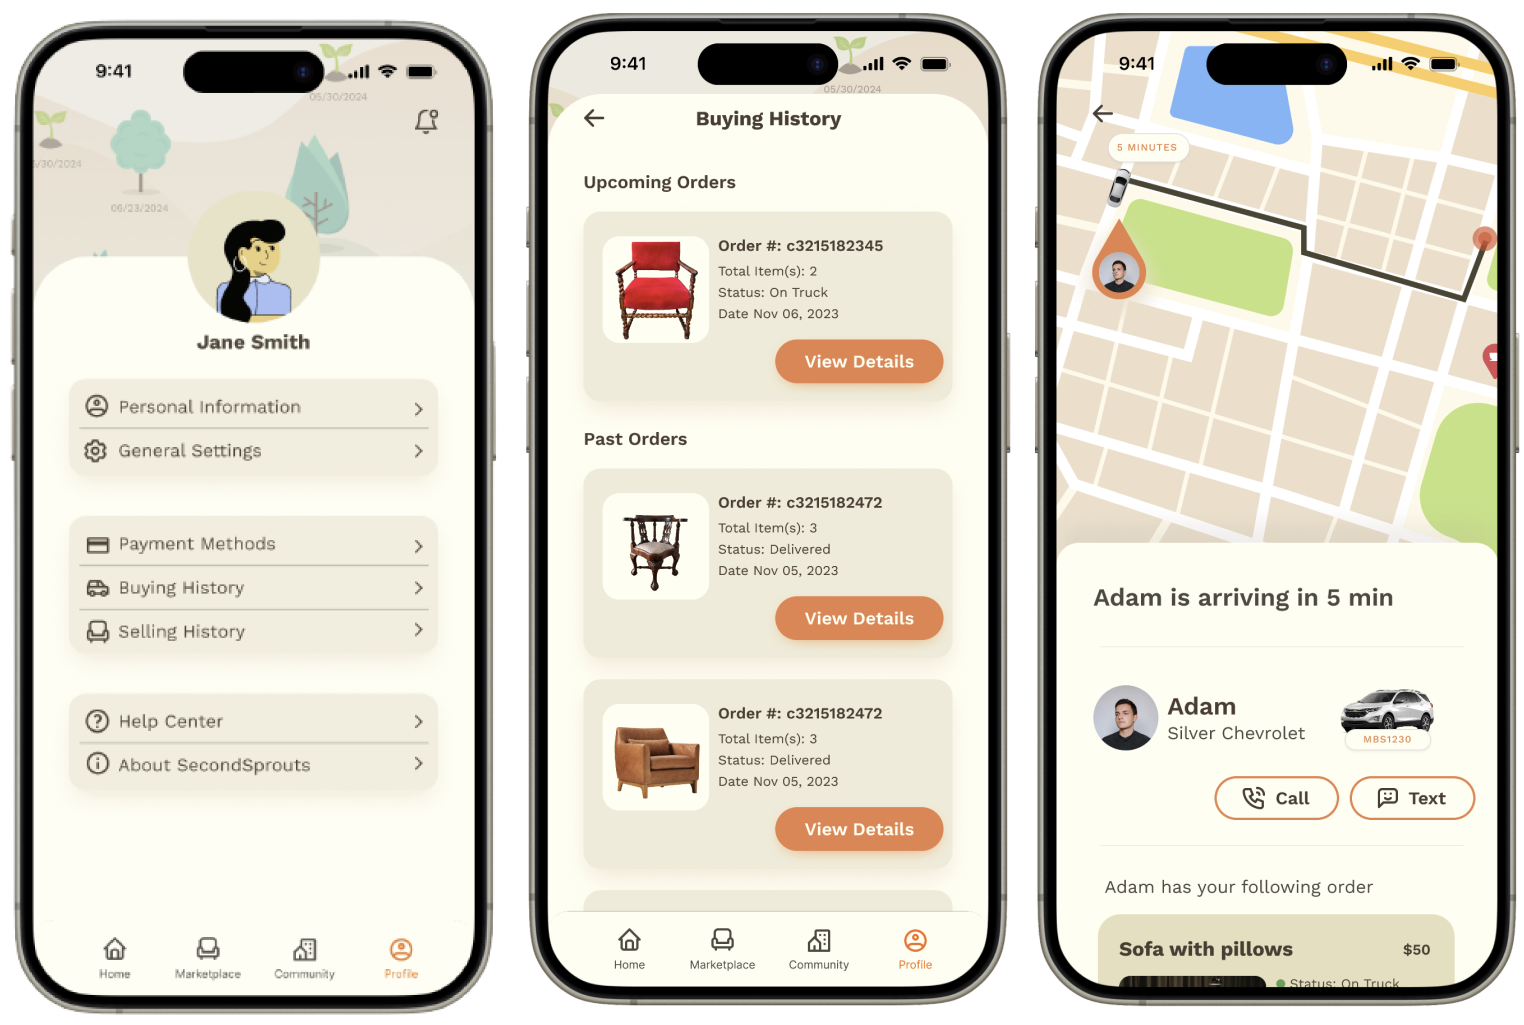 9:41
05/30/2024
5/30/2024
06/23/2024
Jane Smith
Personal Information
General Settings
Payment Methods
Buying History
Selling History
Help Center
About SecondSprouts
Home
Marketplace
Community
Profile
9:41
05/30/2024
Buying History
Upcoming Orders
Order #: c3215182345
Total Item(s): 2
Status: On Truck
Date Nov 06, 2023
View Details
Past Orders
Order #: c3215182472
Total Item(s): 3
Status: Delivered
Date Nov 05, 2023
View Details
Order #: c3215182472
Total Item(s): 3
Status: Delivered
Date Nov 05, 2023
View Details
Home
Marketplace
Community
Profile
9:41
5 MINUTES
Adam is arriving in 5 min
Adam
Silver Chevrolet
MBS1230
Call
Text
Adam has your following order
Sofa with pillows
$50
Status: On Truck